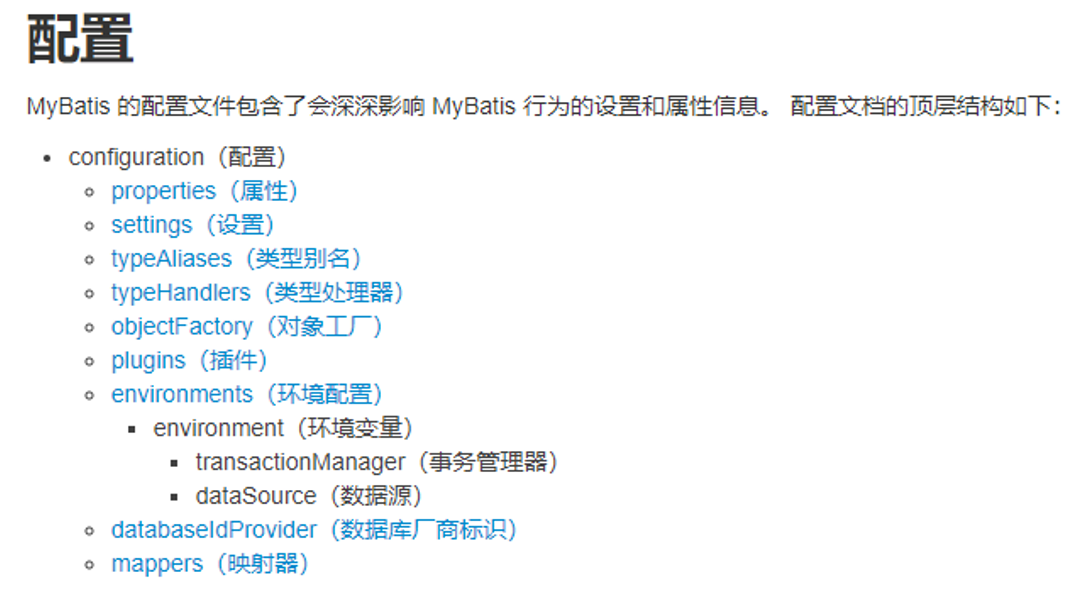 配置
MyBatis 的配置文件包含了会深深影响 MyBatis 行为的设置和属性信息。 配置文档的顶层结构如下：
configuration（配置）
properties（属性）
settings（设置）
typeAliases（类型别名）
typeHandlers（类型处理器）
objectFactory（对象工厂）
plugins（插件）
environments（环境配置）
environment（环境变量）
transactionManager（事务管理器）
dataSource（数据源）
databaseIdProvider（数据库厂商标识）
mappers（映射器）